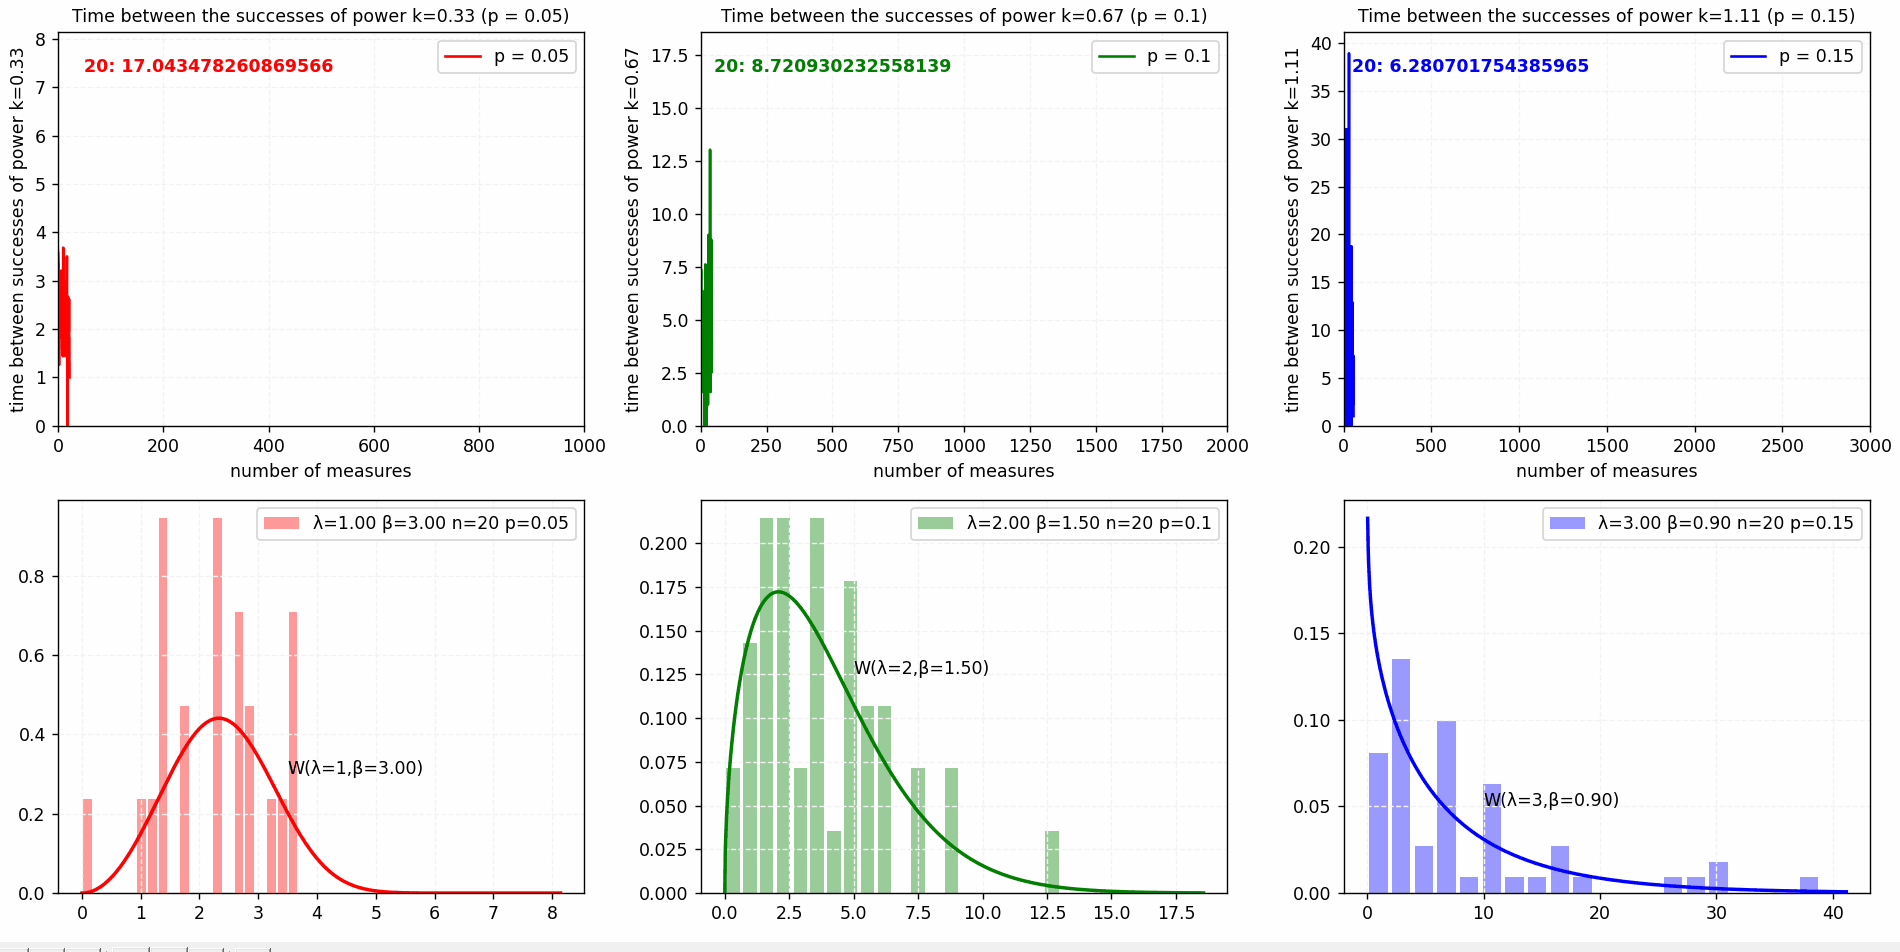 Time between the successes of power k=0.33 (p = 0.05)
time between successes of power k=0.33
8
7
6
5
4
3
2
1
0
20: 17.043478260869566
p = 0.05
0 200 400 600 800 1000
number of measures
Time between the successes of power k=0.67 (p = 0.1)
time between successes of power k=0.67
17.5
15.0
12.5
10.0
7.5
5.0
2.5
0.0
20: 8.720930232558139
p = 0.1
0 250 500 750 1000 1250 1500 1750 2000
number of measures
Time between the successes of power k=1.11 (p = 0.15)
time between successes of power k=1.11
40
35
30
25
20
15
10
5
0
20: 6.280701754385965
p = 0.15
0 500 1000 1500 2000 2500 3000
number of measures
λ=1.00 β=3.00 n=20 p=0.05
0.8
0.6
0.4
0.2
0.0
W(λ=1,β=3.00)
0 1 2 3 4 5 6 7 8
λ=2.00 β=1.50 n=20 p=0.1
0.200
0.175
0.150
0.125
0.100
0.075
0.050
0.025
0.000
W(λ=2,β=1.50)
0.0 2.5 5.0 7.5 10.0 12.5 15.0 17.5
λ=3.00 β=0.90 n=20 p=0.15
0.20
0.15
0.10
0.05
0.00
W(λ=3,β=0.90)
0 10 20 30 40